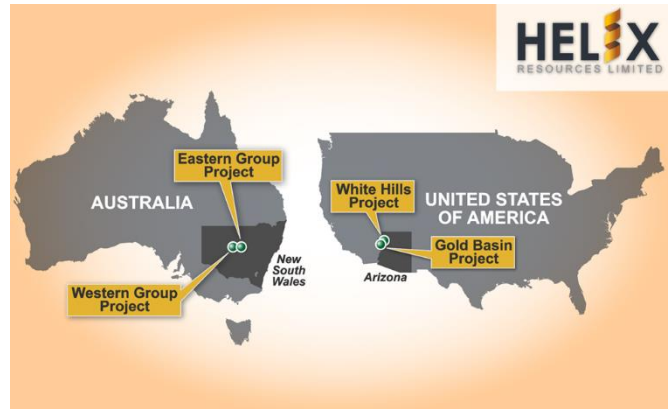 HELIX
RESOURCES LIMITED
Eastern Group
Project
AUSTRALIA
New
South
Wales
Western Group
Project
White Hills
Project
UNITED STATES
OF AMERICA
Gold Basin
Project
Arizona